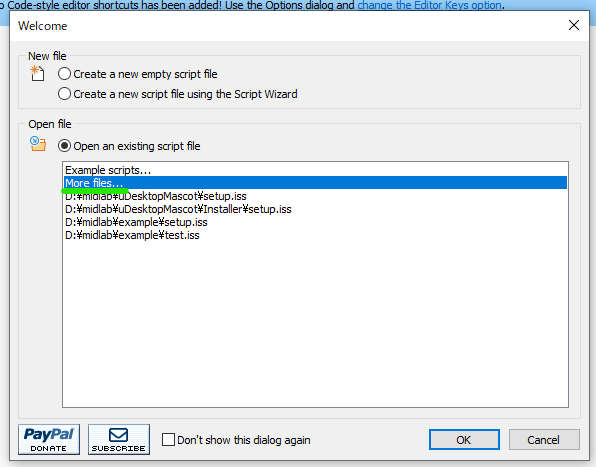 o Code-style editor shortcuts has been added! Use the Options dialog and change the Editor Keys option.
Welcome
New file
Create a new empty script file
Create a new script file using the Script Wizard
Open file
Open an existing script file
Example scripts...
More files...
D:¥midlab¥uDesktopMascot¥setup.iss
D:¥midlab¥uDesktopMascot¥Installer¥setup.iss
D:¥midlab¥example¥setup.iss
D:¥midlab¥example¥test.iss
PayPal
DONATE
SUBSCRIBE
Don't show this dialog again
OK
Cancel